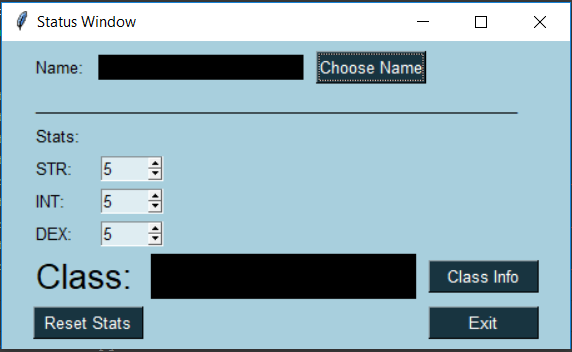 Status Window
Name: Choose Name
Stats:
STR: 5
INT: 5
DEX: 5
Class: Class Info
Reset Stats Exit